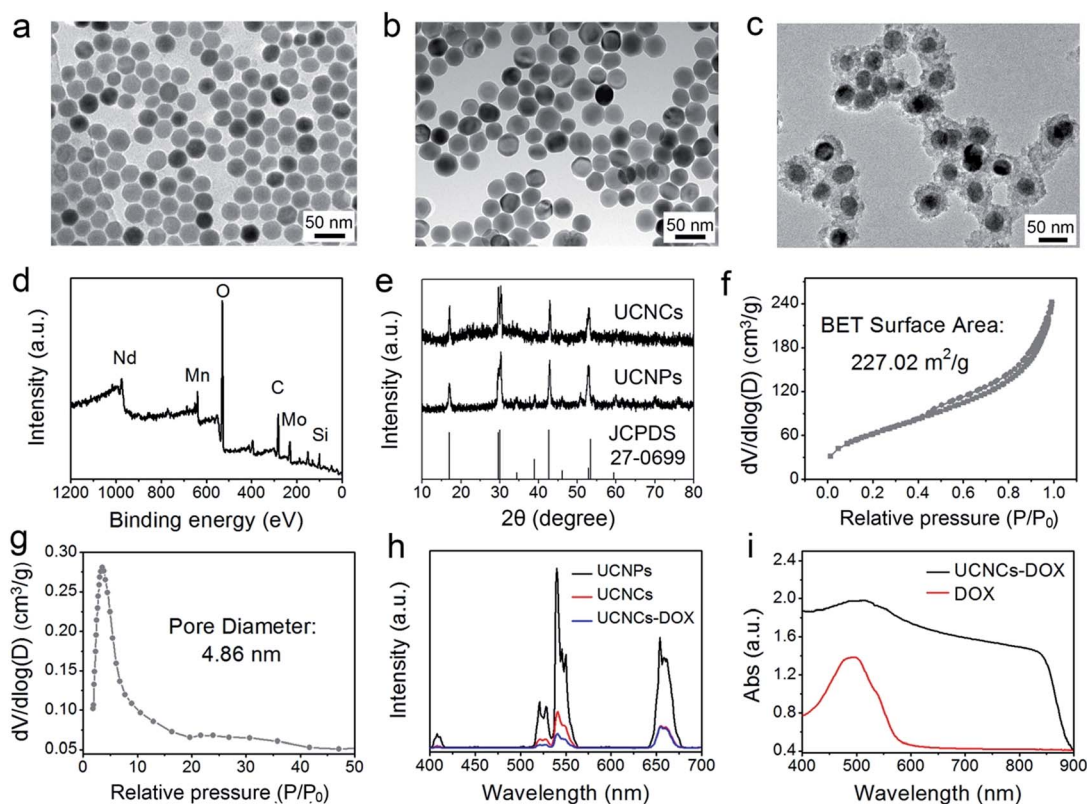 a
50 nm
b
50 nm
c
50 nm
d
Intensity (a.u.)
Nd
Mn
O
C
Mo
Si
1200 1000 800 600 400 200 0
Binding energy (eV)
e
Intensity (a.u.)
UCNCs
UCNPs
JCPDS
27-0699
10 20 30 40 50 60 70 80
2θ (degree)
f
dV/dlog(D) (cm³/g)
240
180
120
60
0
BET Surface Area:
227.02 m²/g
0.0 0.2 0.4 0.6 0.8 1.0
Relative pressure (P/P₀)
g
dV/dlog(D) (cm³/g)
0.30
0.25
0.20
0.15
0.10
0.05
Pore Diameter:
4.86 nm
0 10 20 30 40 50
Relative pressure (P/P₀)
h
Intensity (a.u.)
UCNPs
UCNCs
UCNCs-DOX
400 450 500 550 600 650 700
Wavelength (nm)
i
Abs (a.u.)
2.4
2.0
1.6
1.2
0.8
0.4
UCNCs-DOX
DOX
400 500 600 700 800 900
Wavelength (nm)